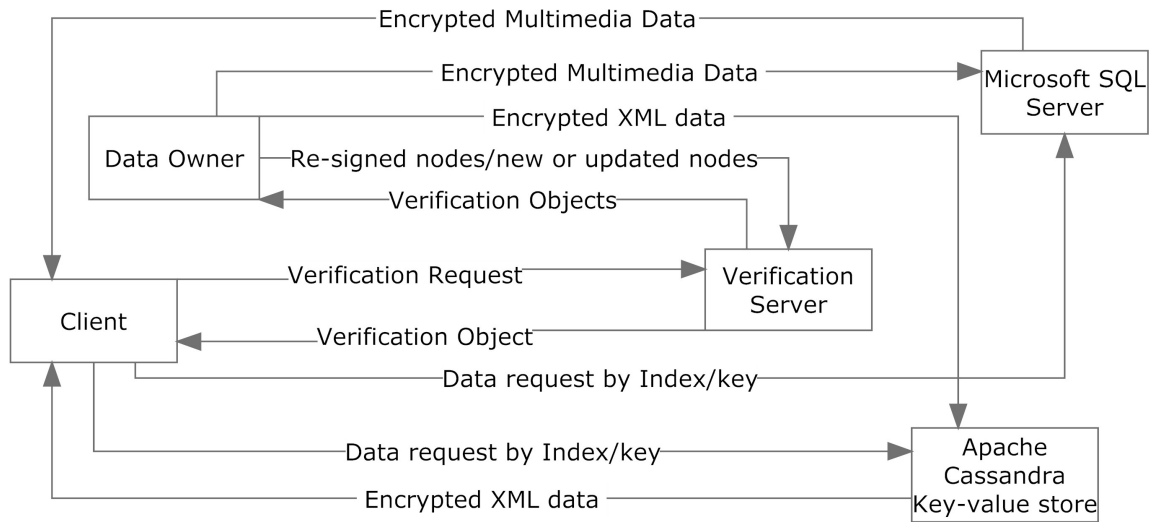 Encrypted Multimedia Data
Encrypted Multimedia Data
Microsoft SQL
Server
Encrypted XML data
Data Owner
Re-signed nodes/new or updated nodes
Verification Objects
Verification Request
Verification
Server
Client
Verification Object
Data request by Index/key
Data request by Index/key
Apache
Cassandra
Key-value store
Encrypted XML data